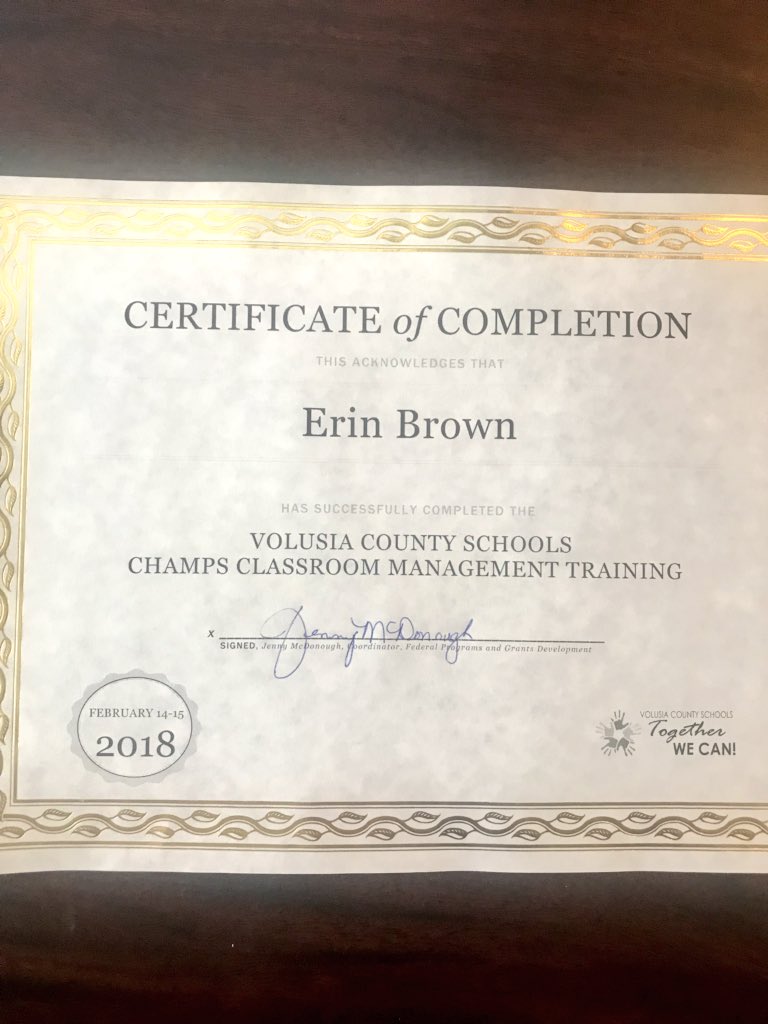 CERTIFICATE of COMPLETION
THIS ACKNOWLEDGES THAT
Erin Brown
HAS SUCCESSFULLY COMPLETED THE
VOLUSIA COUNTY SCHOOLS
CHAMPS CLASSROOM MANAGEMENT TRAINING
x Jenny McDonough
SIGNED, Jenny McDonough, Coordinator, Federal Programs and Grants Development
FEBRUARY 14-15
2018
VOLUSIA COUNTY SCHOOLS
Together
WE CAN!